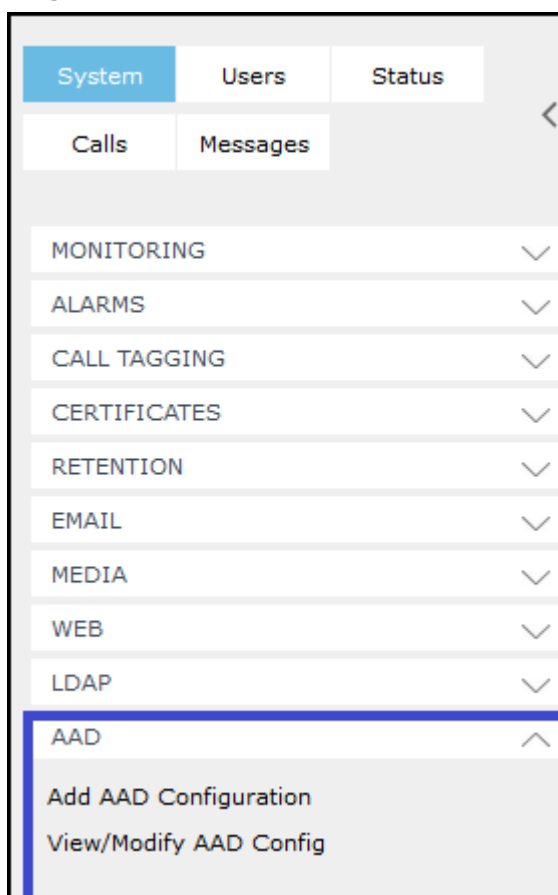 System Users Status
Calls Messages
MONITORING
ALARMS
CALL TAGGING
CERTIFICATES
RETENTION
EMAIL
MEDIA
WEB
LDAP
AAD
Add AAD Configuration
View/Modify AAD Config